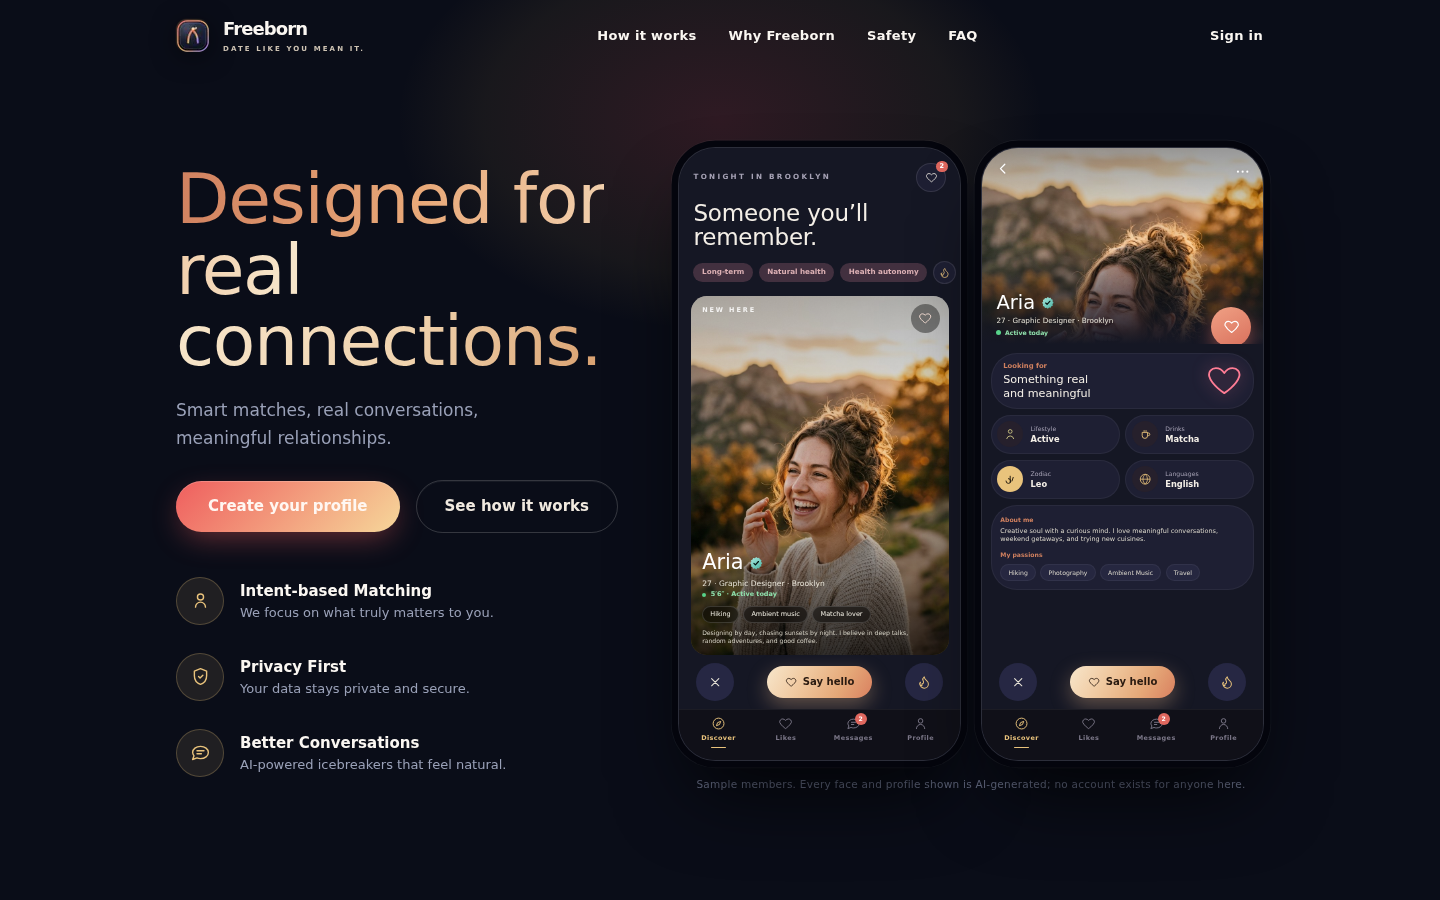 Freeborn
DATE LIKE YOU MEAN IT.
How it works
Why Freeborn
Safety
FAQ
Sign in
Designed for
real
connections.
Smart matches, real conversations,
meaningful relationships.
Create your profile
See how it works
Intent-based Matching
We focus on what truly matters to you.
Privacy First
Your data stays private and secure.
Better Conversations
AI-powered icebreakers that feel natural.
TONIGHT IN BROOKLYN
2
Someone you’ll
remember.
Long-term
Natural health
Health autonomy
NEW HERE
Aria
27 · Graphic Designer · Brooklyn
5'6" · Active today
Hiking
Ambient music
Matcha lover
Designing by day, chasing sunsets by night. I believe in deep talks,
random adventures, and good coffee.
Say hello
Discover
Likes
2
Messages
Profile
Aria
27 · Graphic Designer · Brooklyn
Active today
Looking for
Something real
and meaningful
Lifestyle
Active
Drinks
Matcha
Zodiac
Leo
Languages
English
About me
Creative soul with a curious mind. I love meaningful conversations,
weekend getaways, and trying new cuisines.
My passions
Hiking
Photography
Ambient Music
Travel
Say hello
Discover
Likes
2
Messages
Profile
Sample members. Every face and profile shown is AI-generated; no account exists for anyone here.